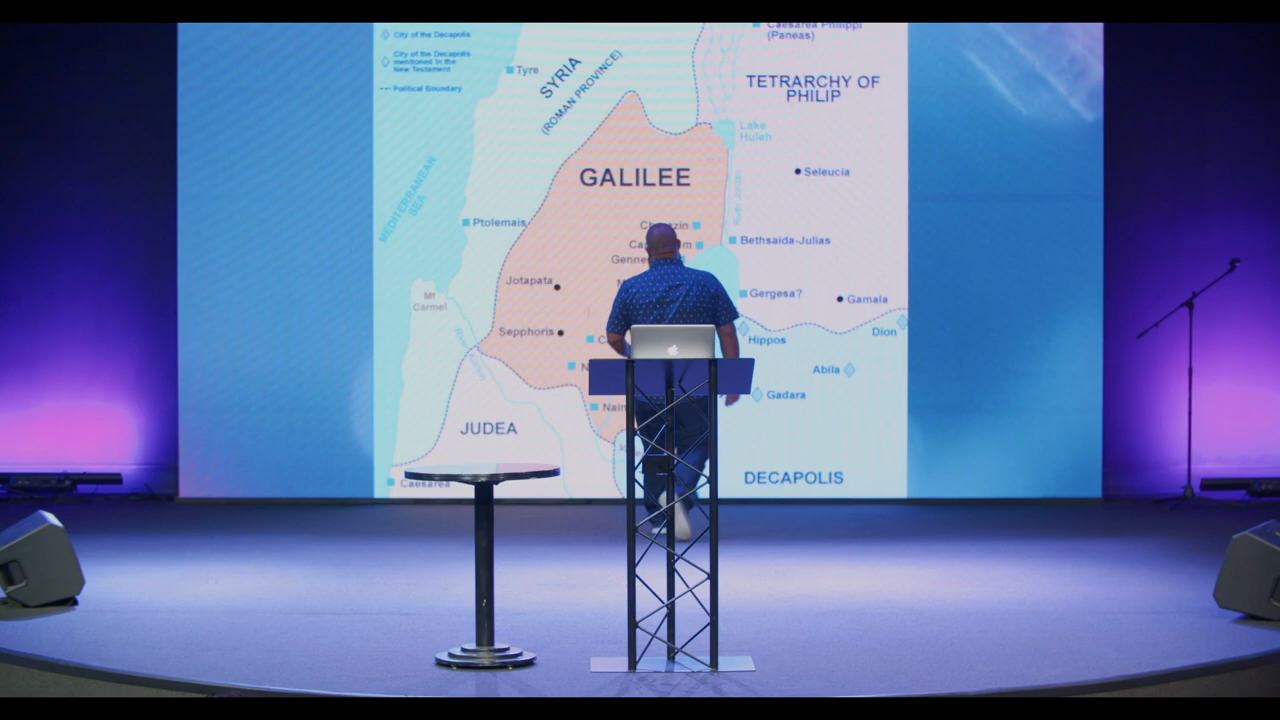 Caesarea Philippi
(Paneas)
City of the Decapolis
City of the Decapolis
mentioned in the
New Testament
Political Boundary
Tyre
SYRIA
(ROMAN PROVINCE)
TETRARCHY OF
PHILIP
Lake
Huleh
GALILEE
Seleucia
MEDITERRANEAN
SEA
River Jordan
Ptolemais
Bethsaida-Julias
Jotapata
Mt
Carmel
Gergesa?
Gamala
Sepphoris
Hippos
Dion
Abila
Gadara
Nain
JUDEA
DECAPOLIS
Caesarea